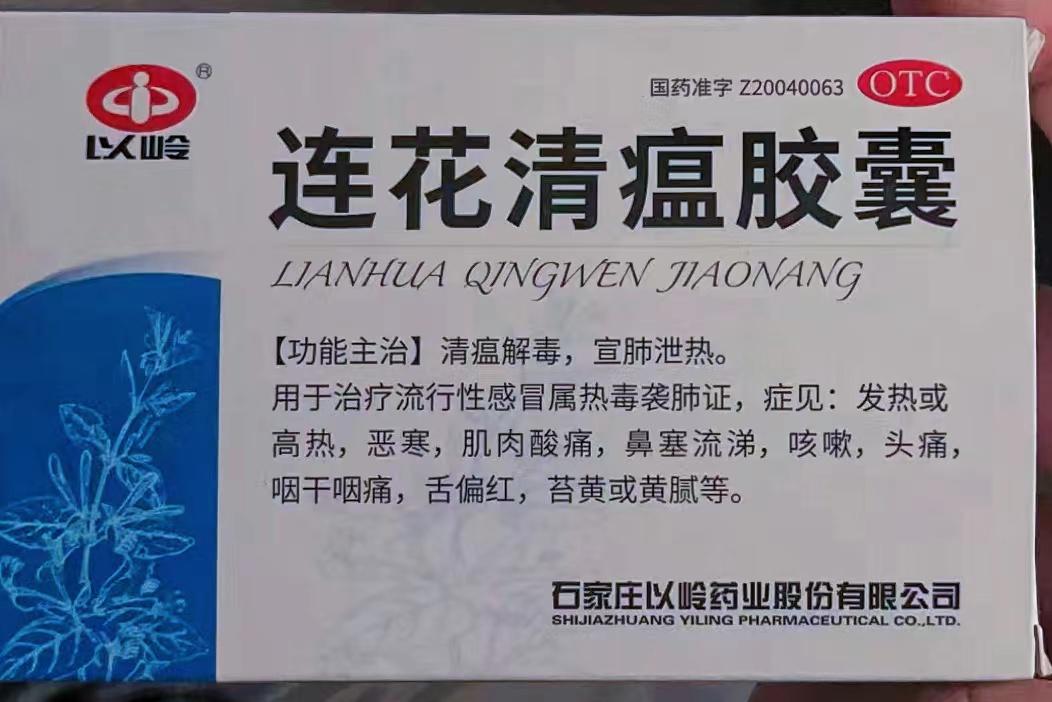 以岭
®
国药准字 Z20040063
OTC
连花清瘟胶囊
LIANHUA QINGWEN JIAONANG
【功能主治】清瘟解毒，宣肺泄热。
用于治疗流行性感冒属热毒袭肺证，症见：发热或
高热，恶寒，肌肉酸痛，鼻塞流涕，咳嗽，头痛，
咽干咽痛，舌偏红，苔黄或黄腻等。
石家庄以岭药业股份有限公司
SHIJIAZHUANG YILING PHARMACEUTICAL CO.,LTD.